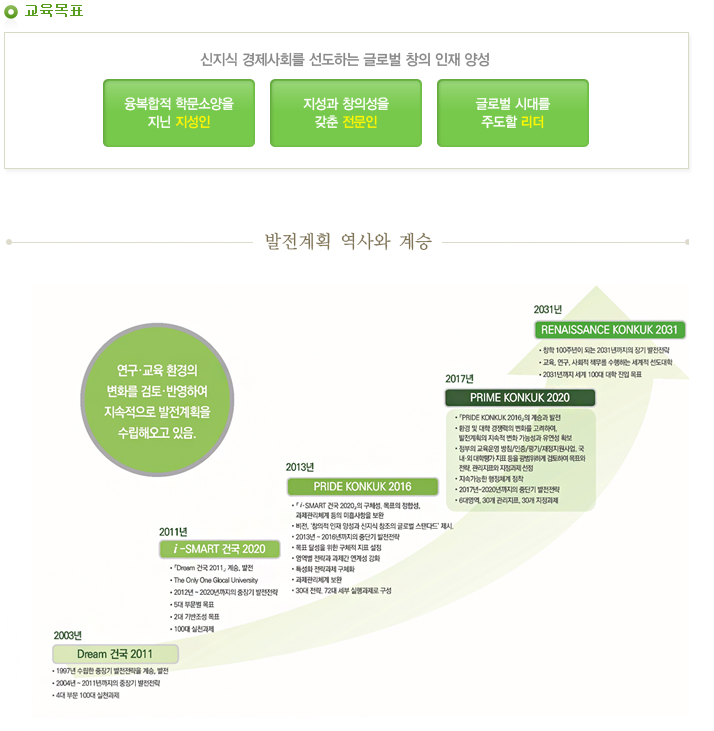 교육목표
신지식 경제사회를 선도하는 글로벌 창의 인재 양성
융복합적 학문소양을
지닌 지성인
지성과 창의성을
갖춘 전문인
글로벌 시대를
주도할 리더
발전계획 역사와 계승
연구·교육 환경의
변화를 검토·반영하여
지속적으로 발전계획을
수립해오고 있음.
2031년
RENAISSANCE KONKUK 2031
• 창학 100주년이 되는 2031년까지의 장기 발전전략
• 교육, 연구, 사회적 책무를 수행하는 세계적 선도대학
• 2031년까지 세계 100대 대학 진입 목표
2017년
PRIME KONKUK 2020
• 「PRIDE KONKUK 2016」의 계승과 발전
• 환경 및 대학 경쟁력의 변화를 고려하여,
발전계획의 지속적 변화 가능성과 유연성 확보
• 정부의 교육운영 방침/인증/평가/재정지원사업, 국
내·외 대학평가 지표 등을 광범위하게 검토하여 목표와
전략, 관리지표와 지정과제 선정
• 지속가능한 행정체계 정착
• 2017년~2020년까지의 중단기 발전전략
• 6대영역, 30개 관리지표, 30개 지정과제
2013년
PRIDE KONKUK 2016
• 「i-SMART 건국 2020」의 구체성, 목표의 정합성,
과제관리체계 등의 미흡사항을 보완
• 비전, '창의적 인재 양성과 신지식 창조의 글로벌 스탠다드' 제시.
• 2013년 ~ 2016년까지의 중단기 발전전략
• 목표 달성을 위한 구체적 지표 설정
• 영역별 전략과 과제간 연계성 강화
• 특성화 전략과제 구체화
• 과제관리체계 보완
• 30대 전략, 72대 세부 실행과제로 구성
2011년
i -SMART 건국 2020
• 「Dream 건국 2011」 계승, 발전
• The Only One Glocal University
• 2012년 ~ 2020년까지의 중장기 발전전략
• 5대 부문별 목표
• 2대 기반조성 목표
• 100대 실천과제
2003년
Dream 건국 2011
• 1997년 수립한 중장기 발전전략을 계승, 발전
• 2004년 ~ 2011년까지의 중장기 발전전략
• 4대 부문 100대 실천과제